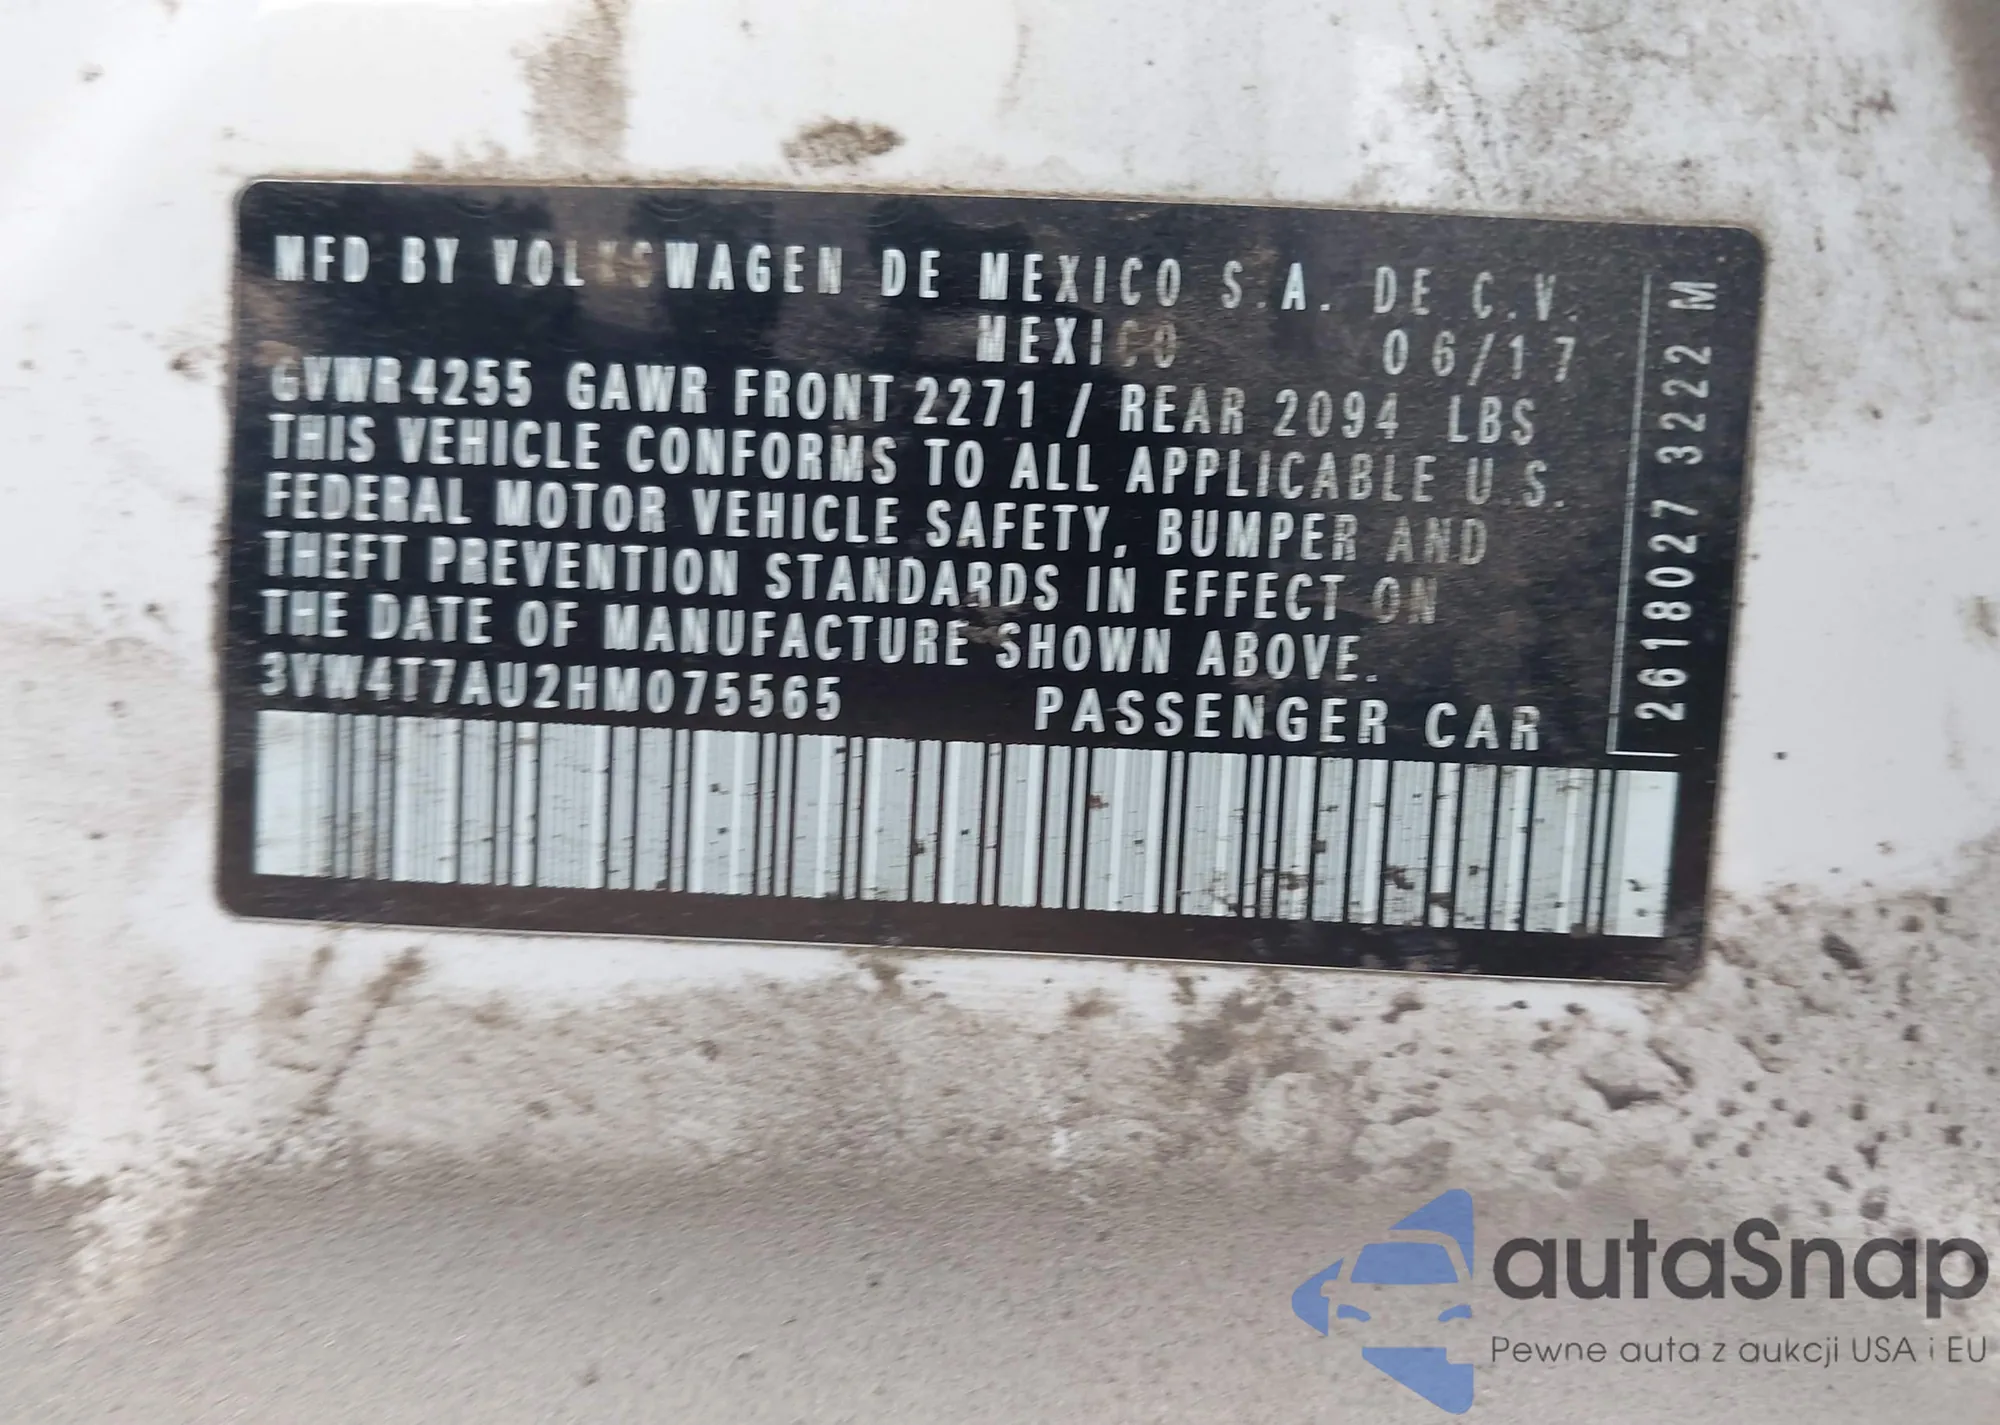 MFD BY VOLKSWAGEN DE MEXICO S.A. DE C.V.
MEXICO 06/17
GVWR 4255 GAWR FRONT 2271 / REAR 2094 LBS
THIS VEHICLE CONFORMS TO ALL APPLICABLE U.S.
FEDERAL MOTOR VEHICLE SAFETY, BUMPER AND
THEFT PREVENTION STANDARDS IN EFFECT ON
THE DATE OF MANUFACTURE SHOWN ABOVE.
3VW4T7AU2HM075565 PASSENGER CAR
2618027 3222 M
autaSnap
Pewne auta z aukcji USA i EU